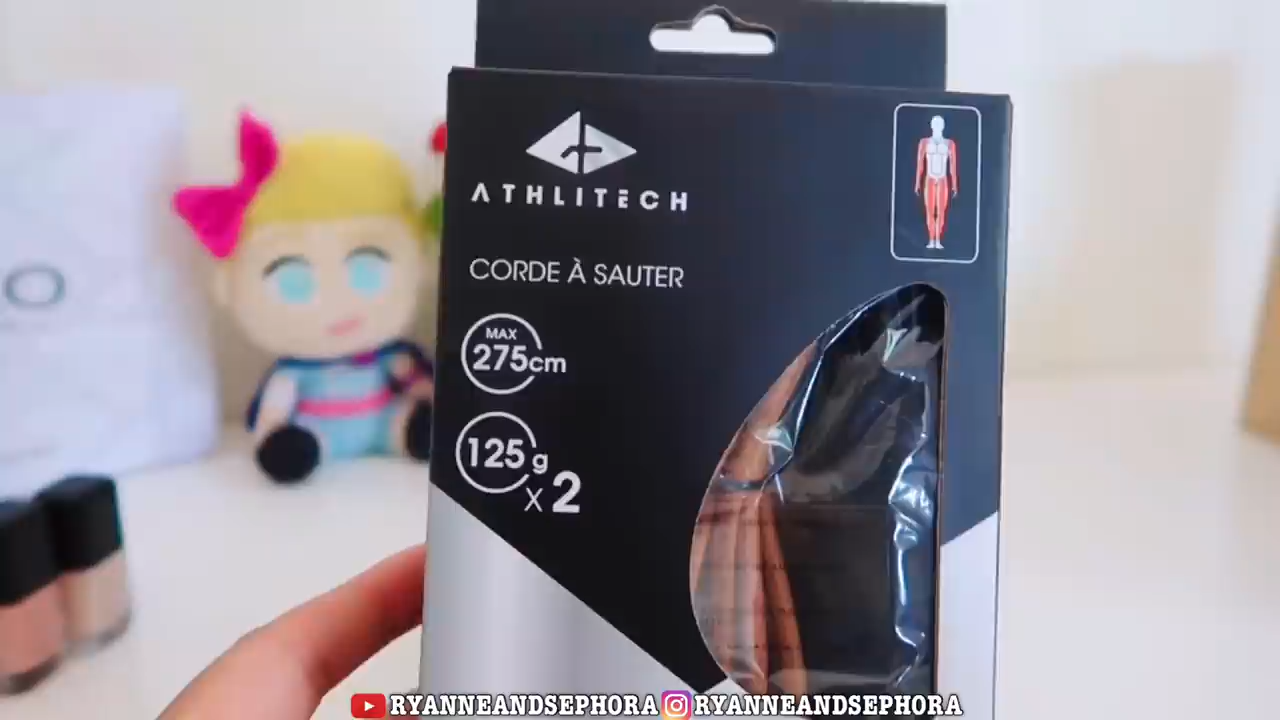 ATHLITECH
CORDE À SAUTER
MAX
275cm
125g
X 2
RYANNEANDSEPHORA RYANNEANDSEPHORA